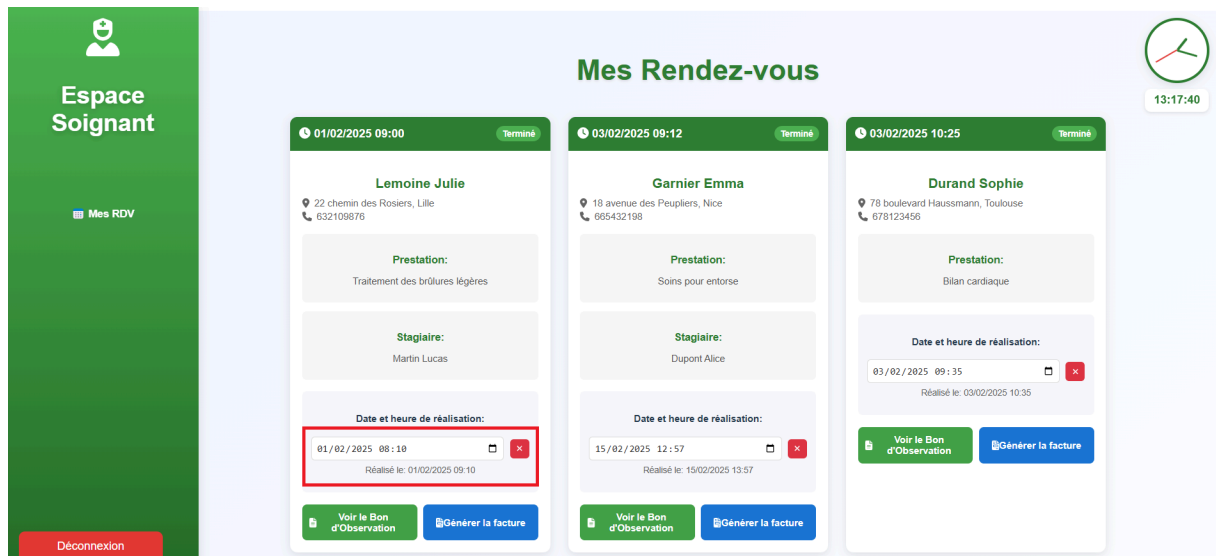 Espace
Soignant
Mes RDV
Déconnexion
Mes Rendez-vous
13:17:40
01/02/2025 09:00
Terminé
Lemoine Julie
22 chemin des Rosiers, Lille
632109876
Prestation:
Traitement des brûlures légères
Stagiaire:
Martin Lucas
Date et heure de réalisation:
01/02/2025 08:10
×
Réalisé le: 01/02/2025 09:10
Voir le Bon
d'Observation
Générer la facture
03/02/2025 09:12
Terminé
Garnier Emma
18 avenue des Peupliers, Nice
665432198
Prestation:
Soins pour entorse
Stagiaire:
Dupont Alice
Date et heure de réalisation:
15/02/2025 12:57
×
Réalisé le: 15/02/2025 13:57
Voir le Bon
d'Observation
Générer la facture
03/02/2025 10:25
Terminé
Durand Sophie
78 boulevard Haussmann, Toulouse
678123456
Prestation:
Bilan cardiaque
Date et heure de réalisation:
03/02/2025 09:35
×
Réalisé le: 03/02/2025 10:35
Voir le Bon
d'Observation
Générer la facture